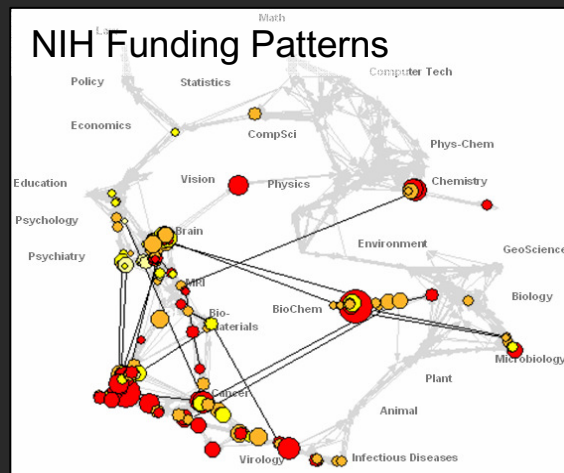 Math
Law
NIH Funding Patterns
Computer Tech
Policy
Statistics
Economics
CompSci
Phys-Chem
Education
Vision
Physics
Chemistry
Psychology
Brain
Environment
Psychiatry
GeoScience
MRI
Biology
BioChem
Bio-
Materials
Microbiology
Plant
Cancer
Animal
Virology
Infectious Diseases